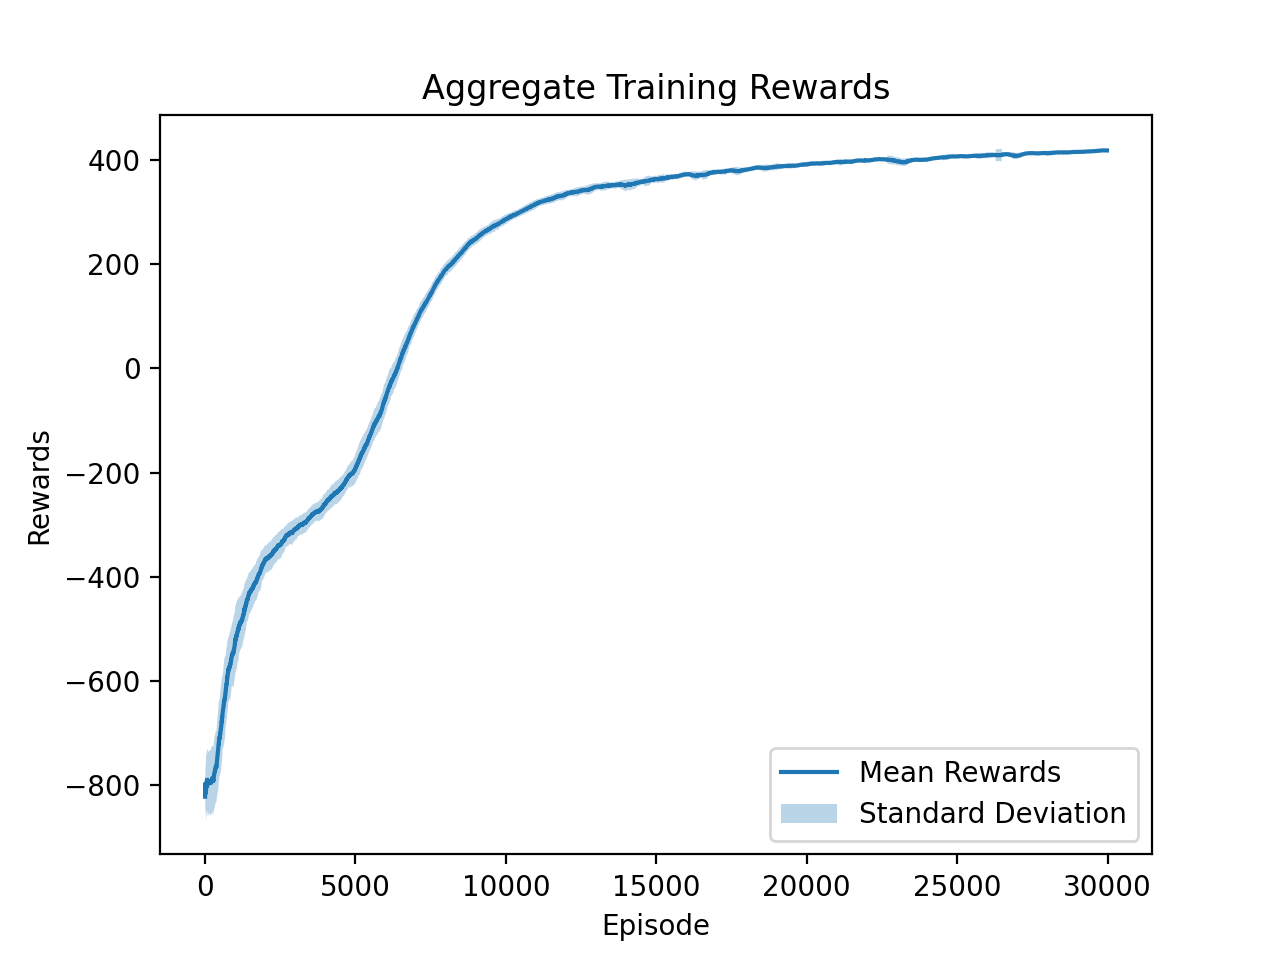 Aggregate Training Rewards
400
200
0
−200
−400
−600
−800
Rewards
Mean Rewards
Standard Deviation
0 5000 10000 15000 20000 25000 30000
Episode